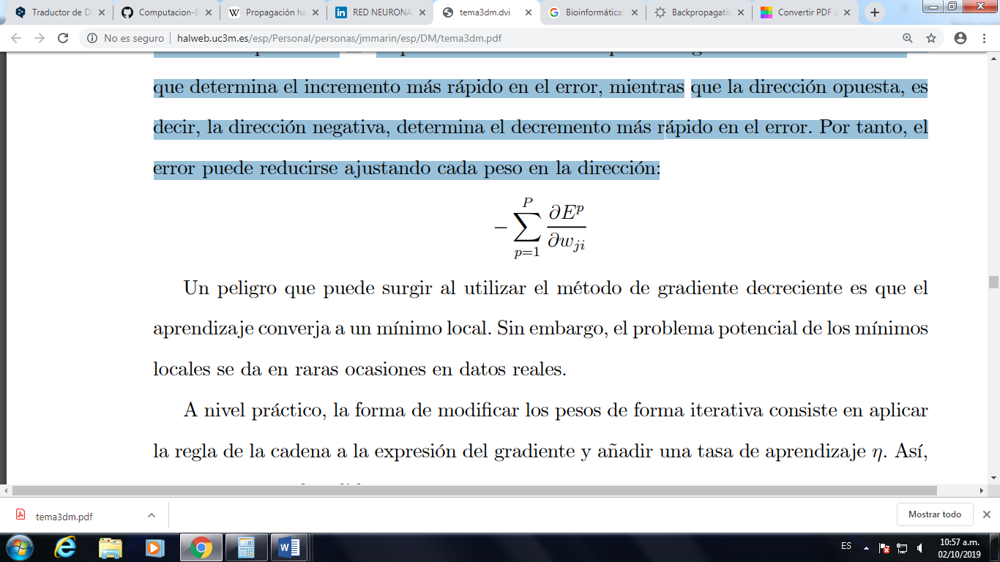 Traductor de D
Computacion-E
Propagación ha
RED NEURONA
tema3dm.dvi
Bioinformática:
Backpropagatio
Convertir PDF a
No es seguro | halweb.uc3m.es/esp/Personal/personas/jmmarin/esp/DM/tema3dm.pdf
que determina el incremento más rápido en el error, mientras que la dirección opuesta, es
decir, la dirección negativa, determina el decremento más rápido en el error. Por tanto, el
error puede reducirse ajustando cada peso en la dirección:
P
− ∑ ∂E^p / ∂w_{ji}
p=1
Un peligro que puede surgir al utilizar el método de gradiente decreciente es que el
aprendizaje converja a un mínimo local. Sin embargo, el problema potencial de los mínimos
locales se da en raras ocasiones en datos reales.
A nivel práctico, la forma de modificar los pesos de forma iterativa consiste en aplicar
la regla de la cadena a la expresión del gradiente y añadir una tasa de aprendizaje η. Así,
tema3dm.pdf
Mostrar todo
ES
10:57 a.m.
02/10/2019